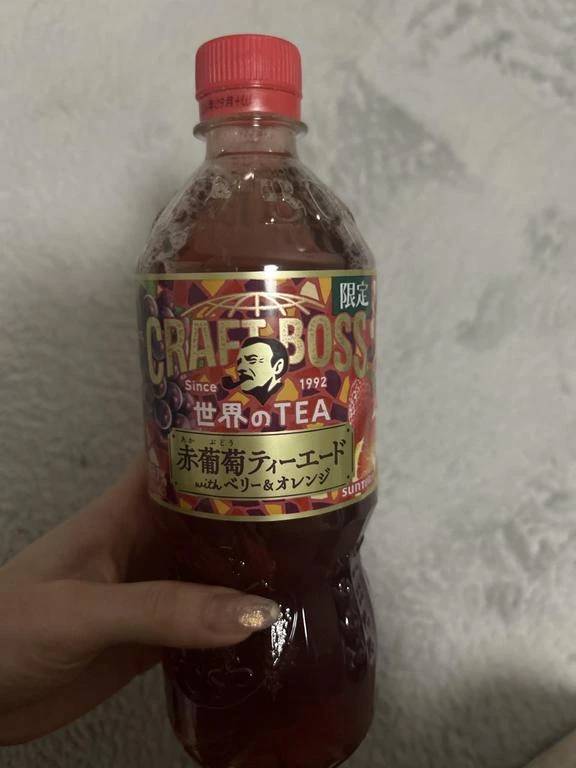 限定
CRAFT BOSS
Since 1992
世界のTEA
あか ぶどう
赤葡萄ティーエード
with ベリー&オレンジ